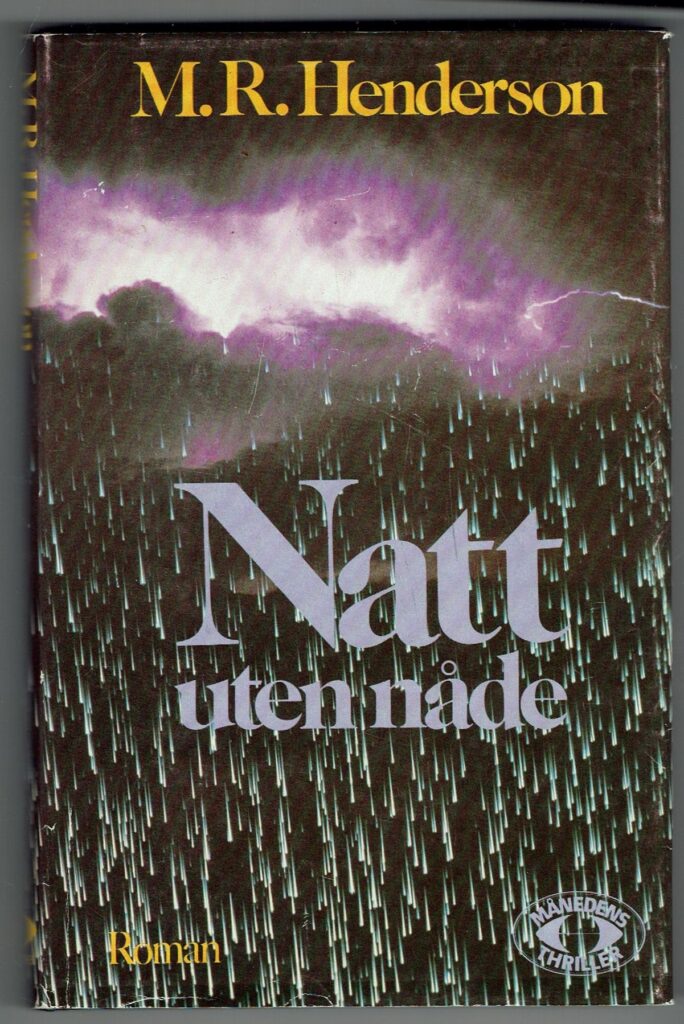 M. R. Henderson
Natt
uten nåde
Roman
MÅNEDENS
THRILLER